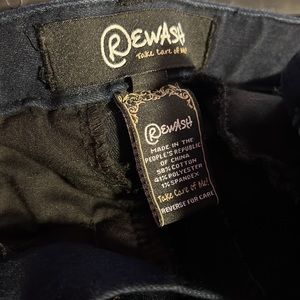 REWASH
Take Care of Me!
REWASH
MADE IN THE
PEOPLE'S REPUBLIC
OF CHINA
58% COTTON
41% POLYESTER
1% SPANDEX
Take Care of Me!
REVERSE FOR CARE